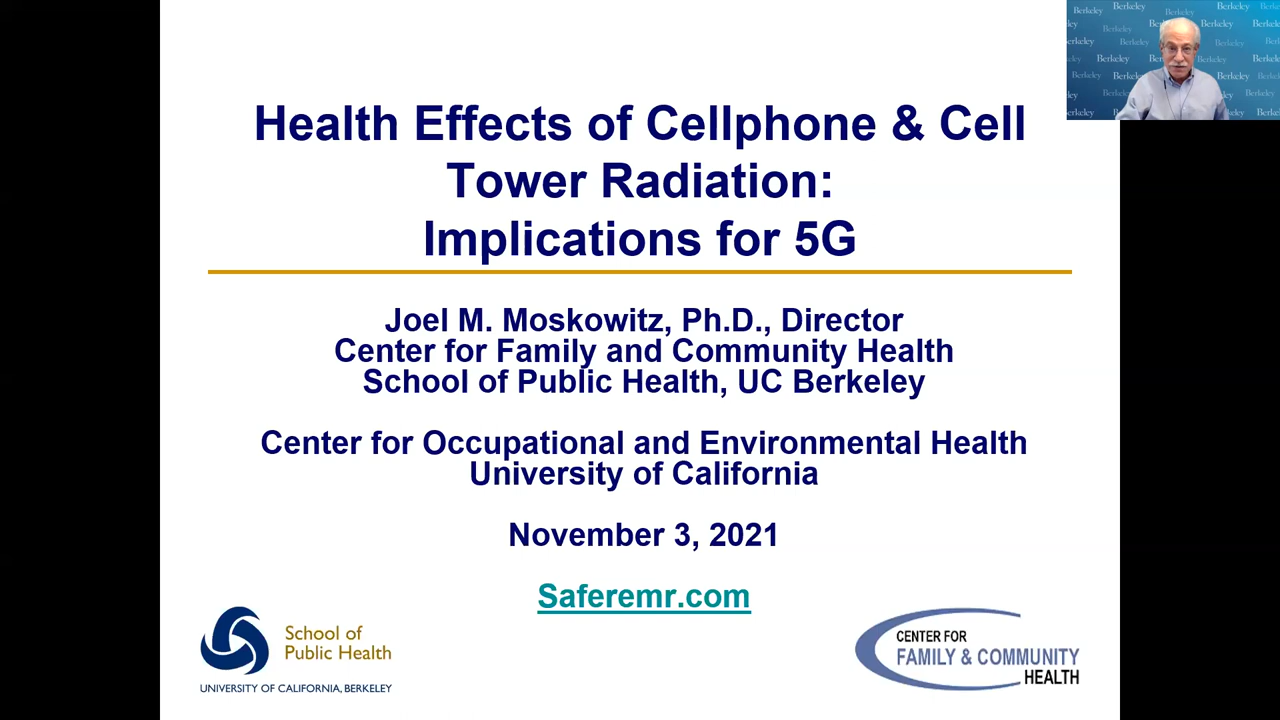 Health Effects of Cellphone & Cell
Tower Radiation:
Implications for 5G
Joel M. Moskowitz, Ph.D., Director
Center for Family and Community Health
School of Public Health, UC Berkeley
Center for Occupational and Environmental Health
University of California
November 3, 2021
Saferemr.com
School of
Public Health
UNIVERSITY OF CALIFORNIA, BERKELEY
CENTER FOR
FAMILY & COMMUNITY
HEALTH
Berkeley